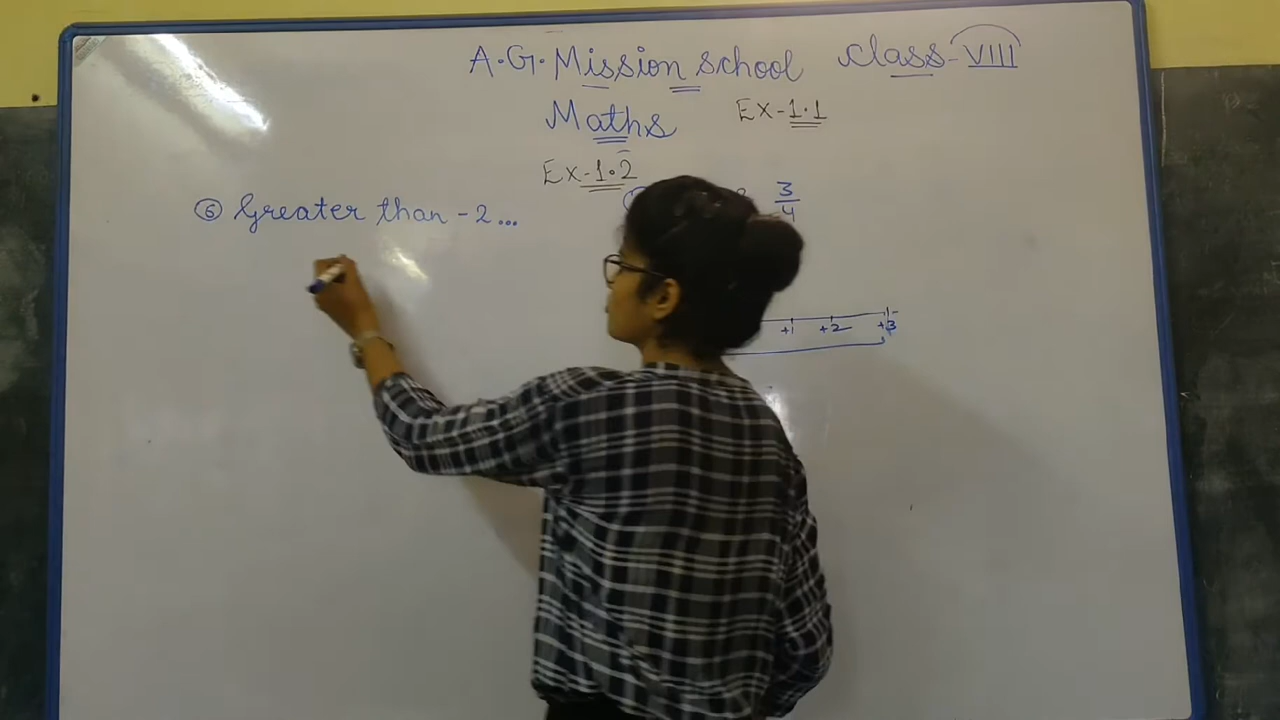 A.G. Mission school Class-VIII
Maths Ex-1.1
Ex-1.2
3/4
⑥ Greater than -2...
+1 +2 +3